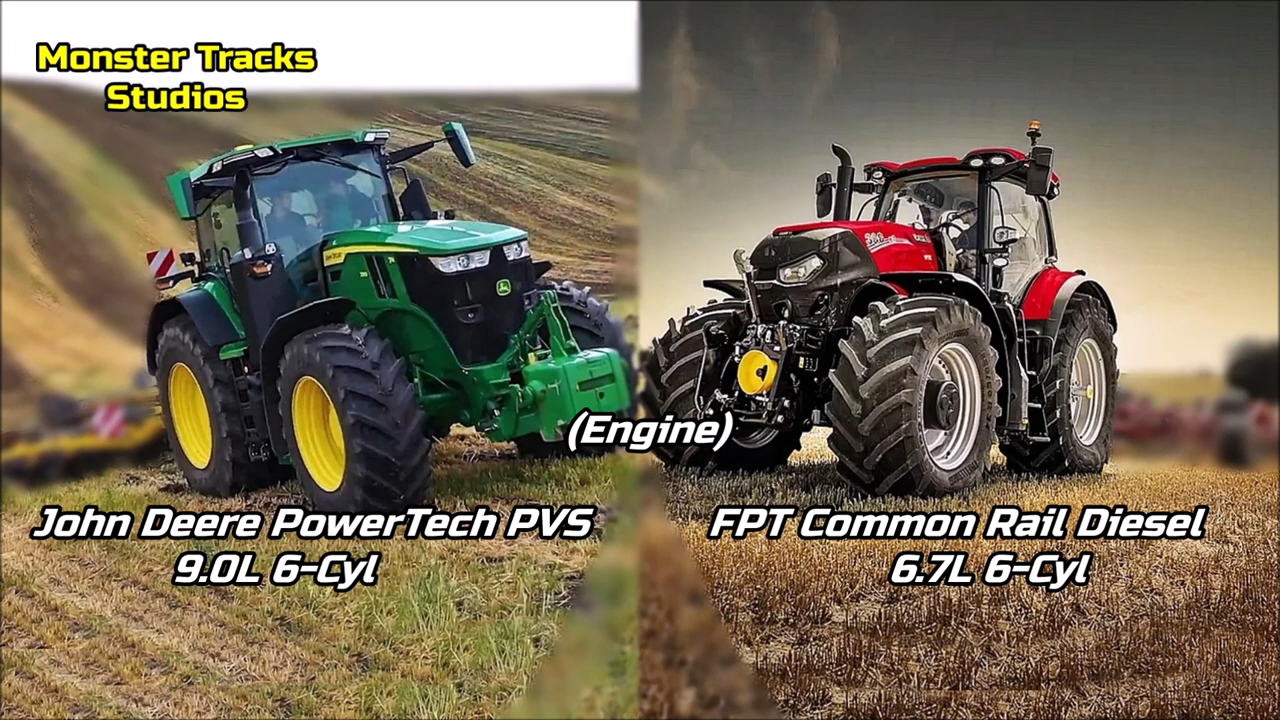 Monster Tracks
Studios
(Engine)
John Deere PowerTech PVS
9.0L 6-Cyl
FPT Common Rail Diesel
6.7L 6-Cyl